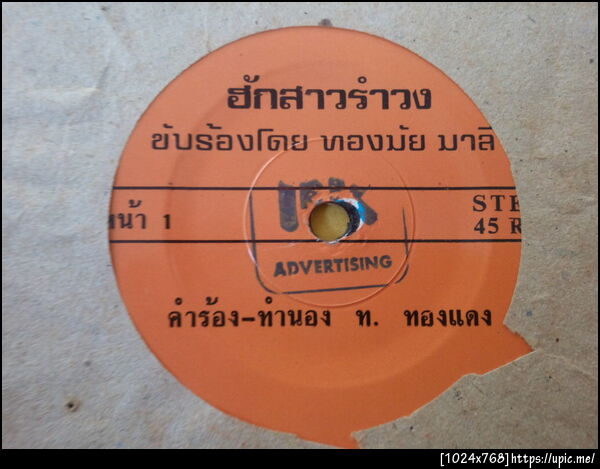 ฮักสาวรำวง
ขับร้องโดย ทองมัย มาลี
หน้า 1
STE
45 R
ADVERTISING
คำร้อง-ทำนอง ท. ทองแดง
[1024x768]https://upic.me/